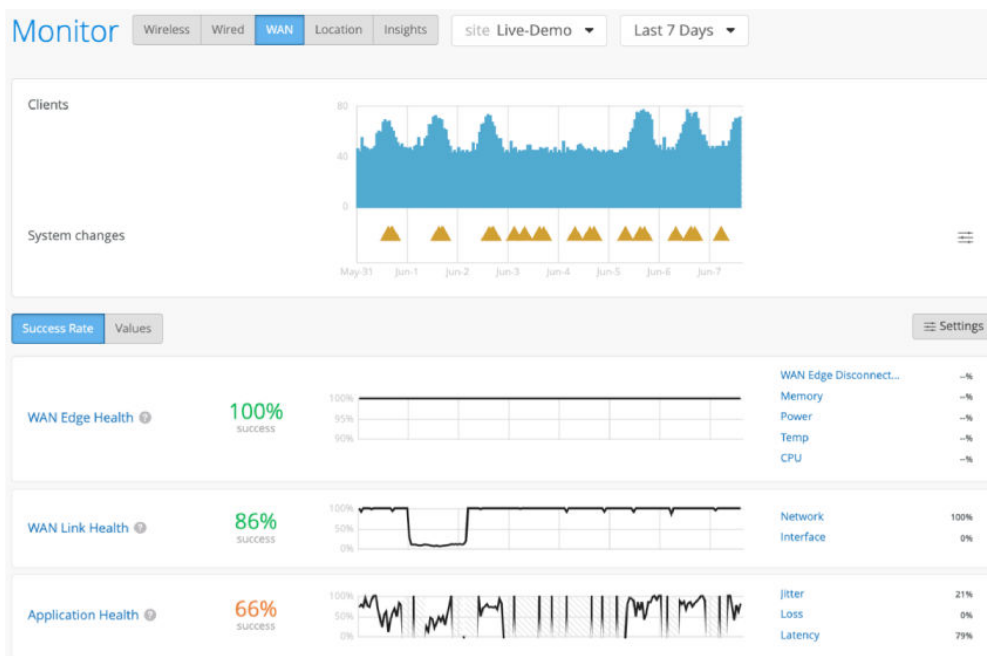 Monitor Wireless Wired WAN Location Insights site Live-Demo Last 7 Days
Clients
80
40
0
System changes
May-31 Jun-1 Jun-2 Jun-3 Jun-4 Jun-5 Jun-6 Jun-7
Success Rate Values Settings
WAN Edge Health ?
100%
success
100%
95%
90%
WAN Edge Disconnect... --%
Memory --%
Power --%
Temp --%
CPU --%
WAN Link Health ?
86%
success
100%
50%
0%
Network 100%
Interface 0%
Application Health ?
66%
success
100%
50%
0%
Jitter 21%
Loss 0%
Latency 79%